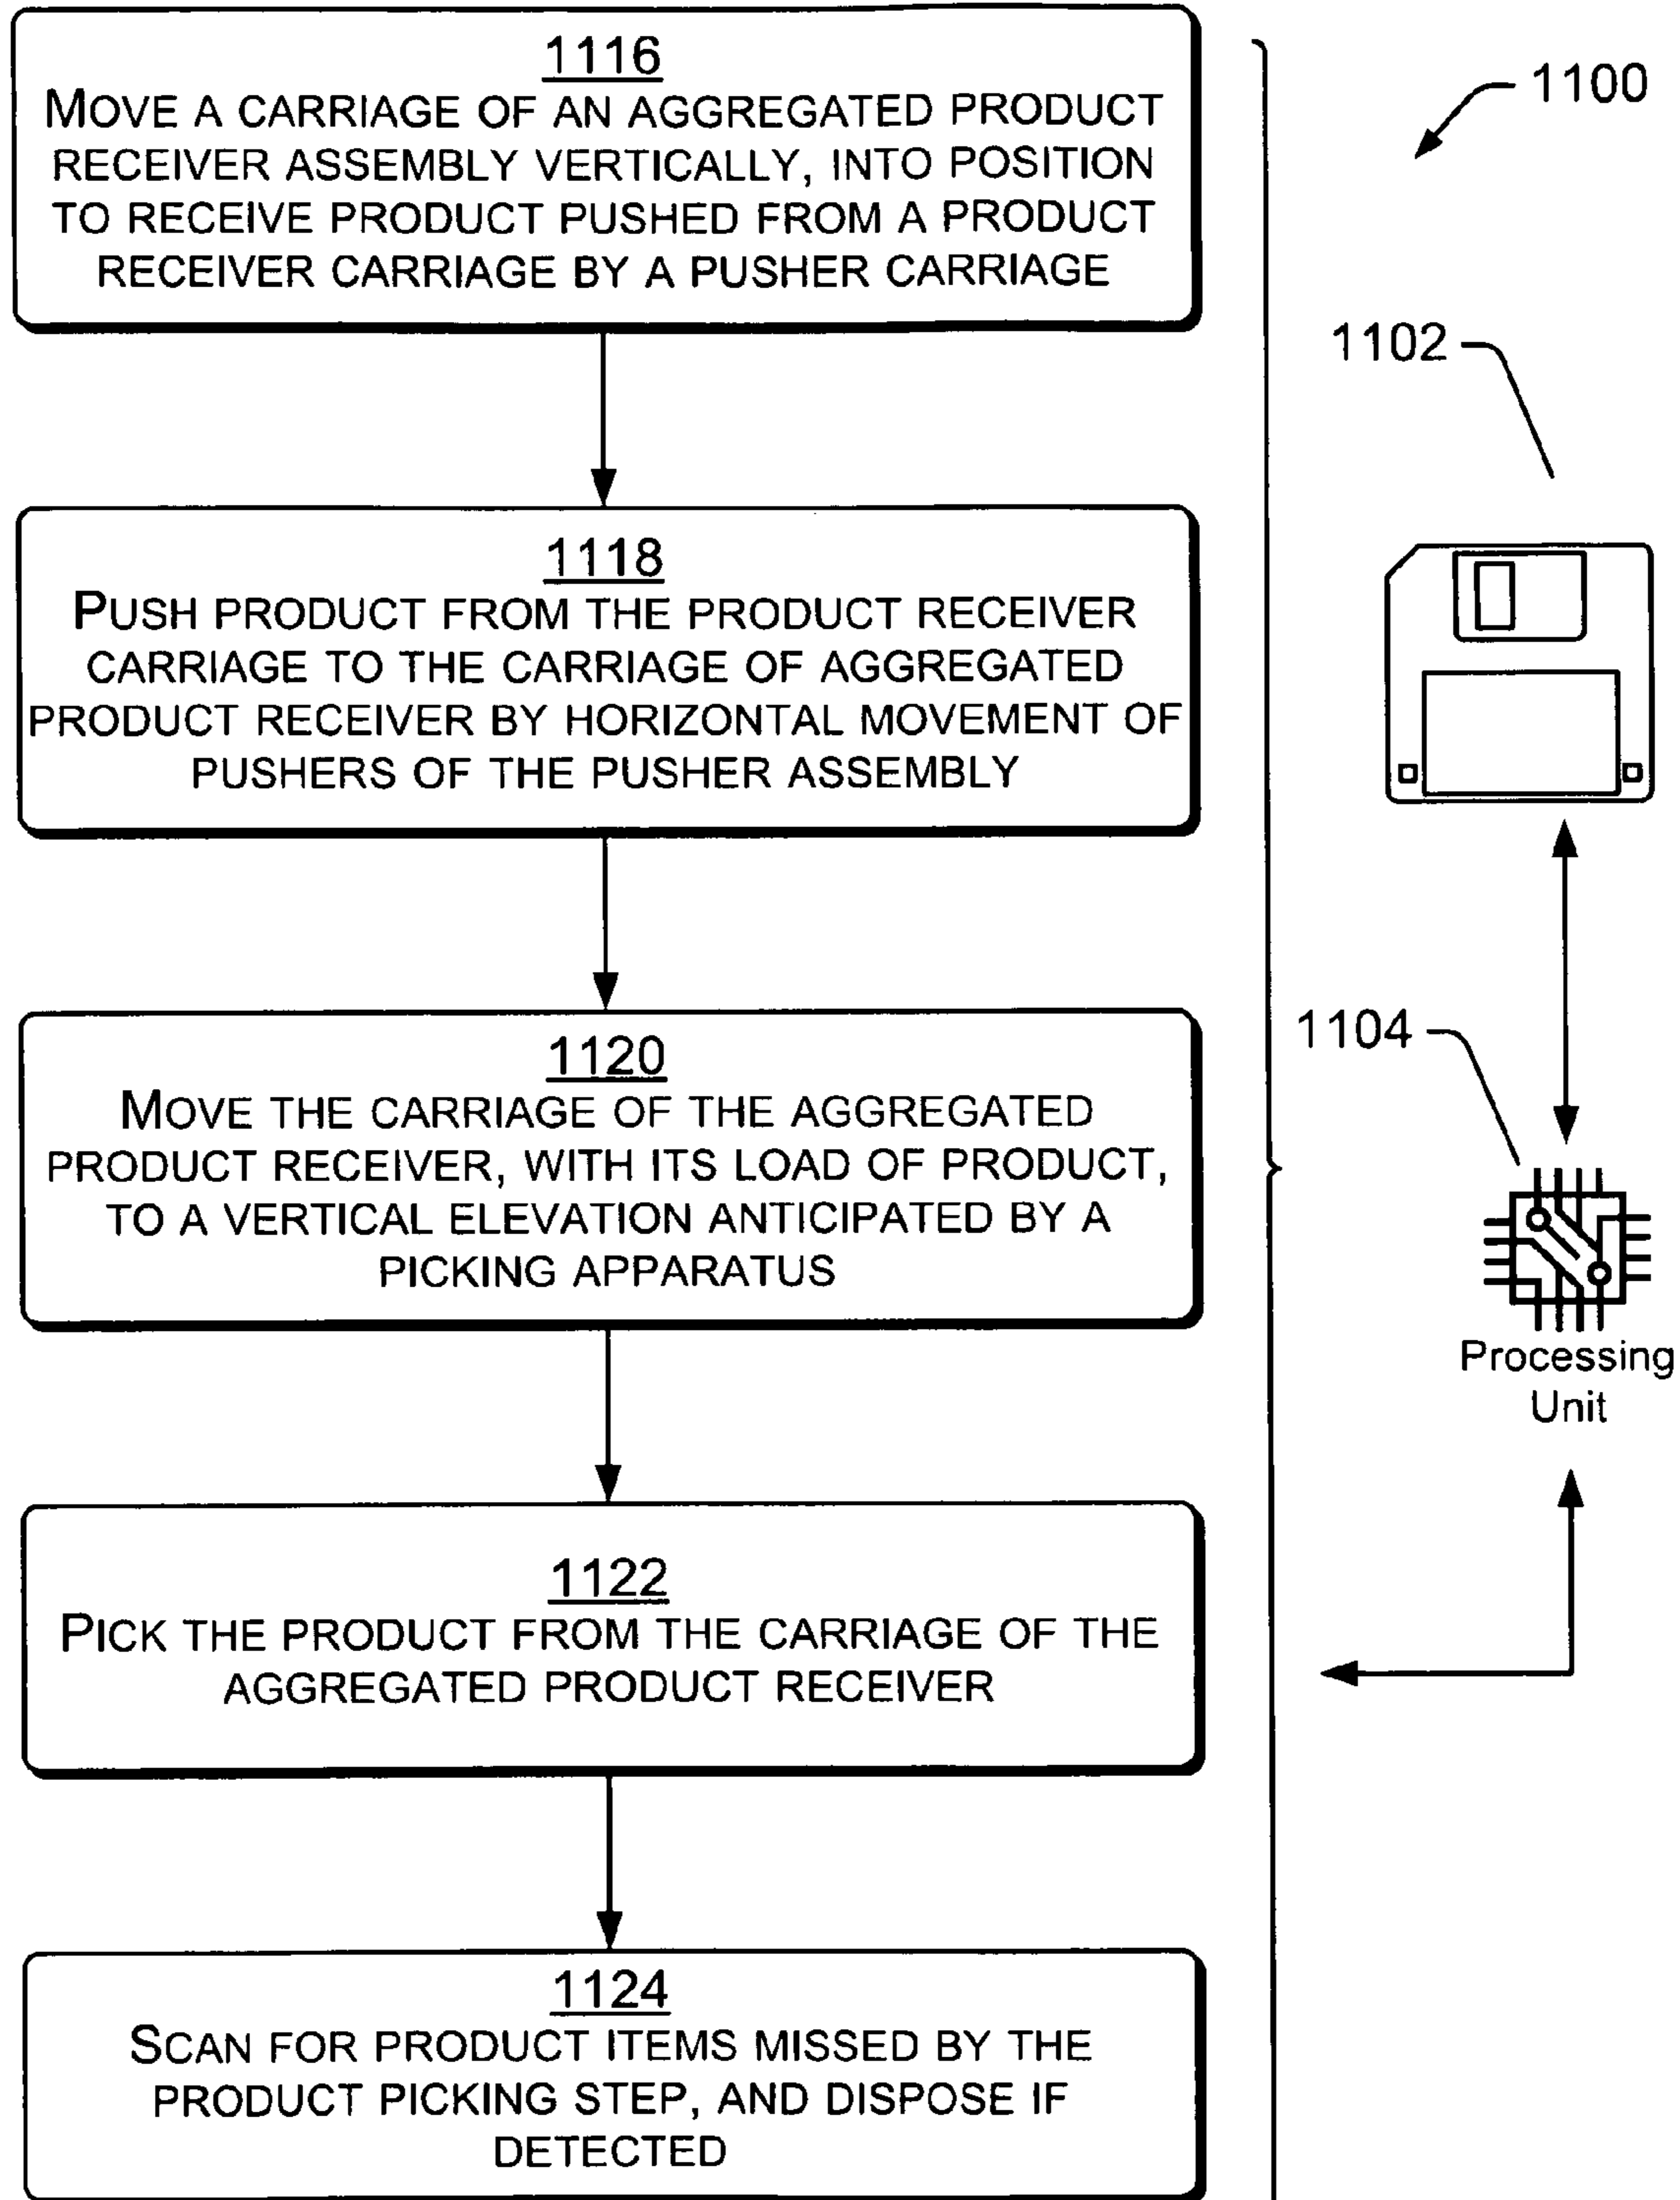 1116
MOVE A CARRIAGE OF AN AGGREGATED PRODUCT
RECEIVER ASSEMBLY VERTICALLY, INTO POSITION
TO RECEIVE PRODUCT PUSHED FROM A PRODUCT
RECEIVER CARRIAGE BY A PUSHER CARRIAGE
1118
PUSH PRODUCT FROM THE PRODUCT RECEIVER
CARRIAGE TO THE CARRIAGE OF AGGREGATED
PRODUCT RECEIVER BY HORIZONTAL MOVEMENT OF
PUSHERS OF THE PUSHER ASSEMBLY
1120
MOVE THE CARRIAGE OF THE AGGREGATED
PRODUCT RECEIVER, WITH ITS LOAD OF PRODUCT,
TO A VERTICAL ELEVATION ANTICIPATED BY A
PICKING APPARATUS
1122
PICK THE PRODUCT FROM THE CARRIAGE OF THE
AGGREGATED PRODUCT RECEIVER
1124
SCAN FOR PRODUCT ITEMS MISSED BY THE
PRODUCT PICKING STEP, AND DISPOSE IF
DETECTED
1100
1102
1104
Processing
Unit